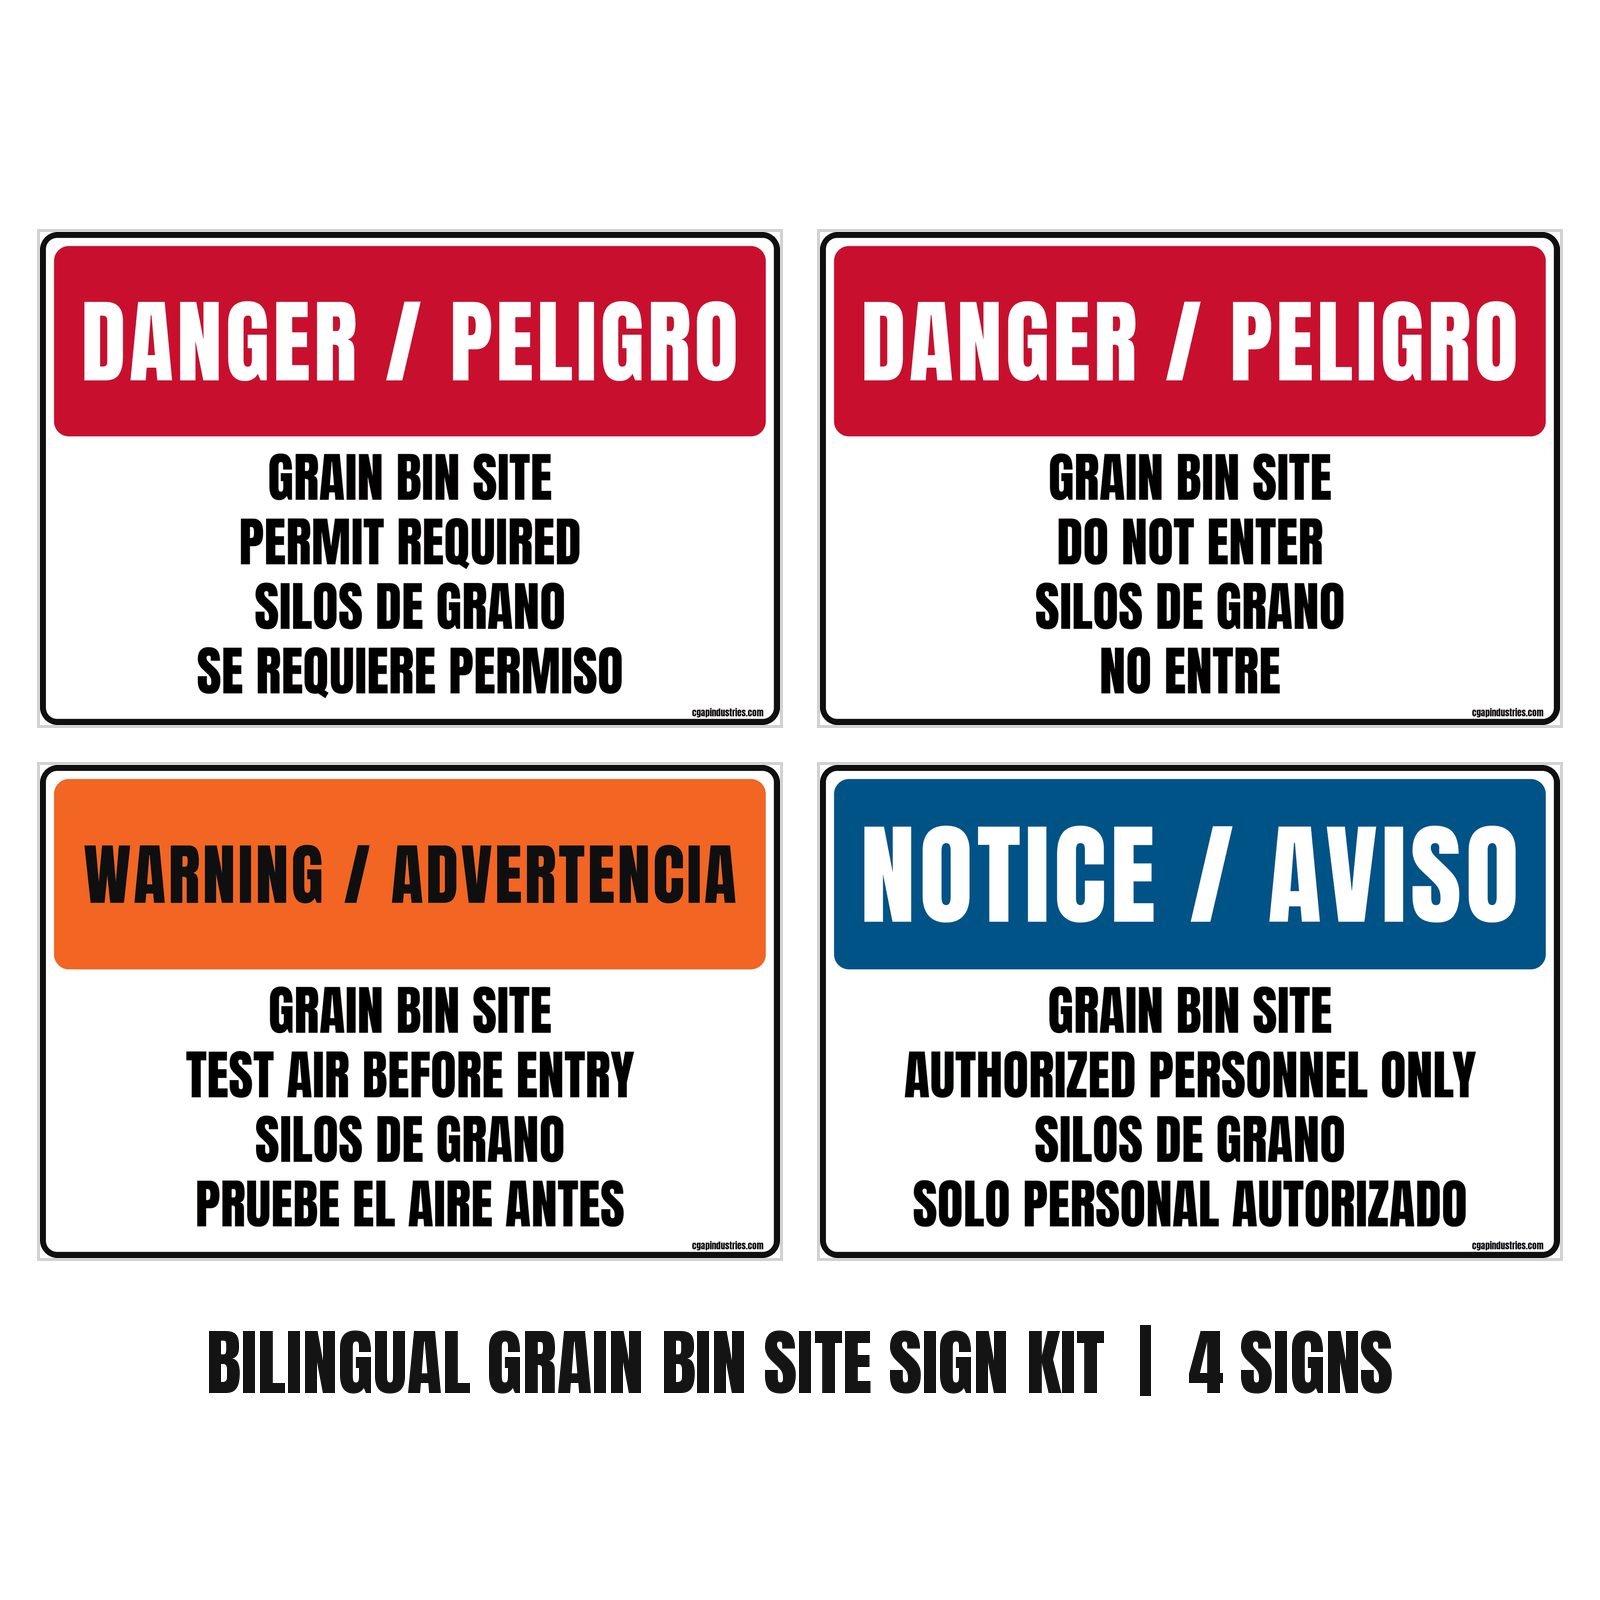 DANGER / PELIGRO
GRAIN BIN SITE
PERMIT REQUIRED
SILOS DE GRANO
SE REQUIERE PERMISO
cgapindustries.com
DANGER / PELIGRO
GRAIN BIN SITE
DO NOT ENTER
SILOS DE GRANO
NO ENTRE
cgapindustries.com
WARNING / ADVERTENCIA
GRAIN BIN SITE
TEST AIR BEFORE ENTRY
SILOS DE GRANO
PRUEBE EL AIRE ANTES
cgapindustries.com
NOTICE / AVISO
GRAIN BIN SITE
AUTHORIZED PERSONNEL ONLY
SILOS DE GRANO
SOLO PERSONAL AUTORIZADO
cgapindustries.com
BILINGUAL GRAIN BIN SITE SIGN KIT | 4 SIGNS